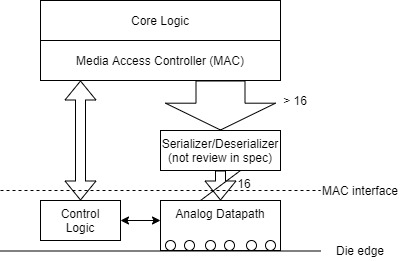 Core Logic
Media Access Controller (MAC)
> 16
Serializer/Deserializer
(not review in spec)
16
MAC interface
Control
Logic
Analog Datapath
Die edge